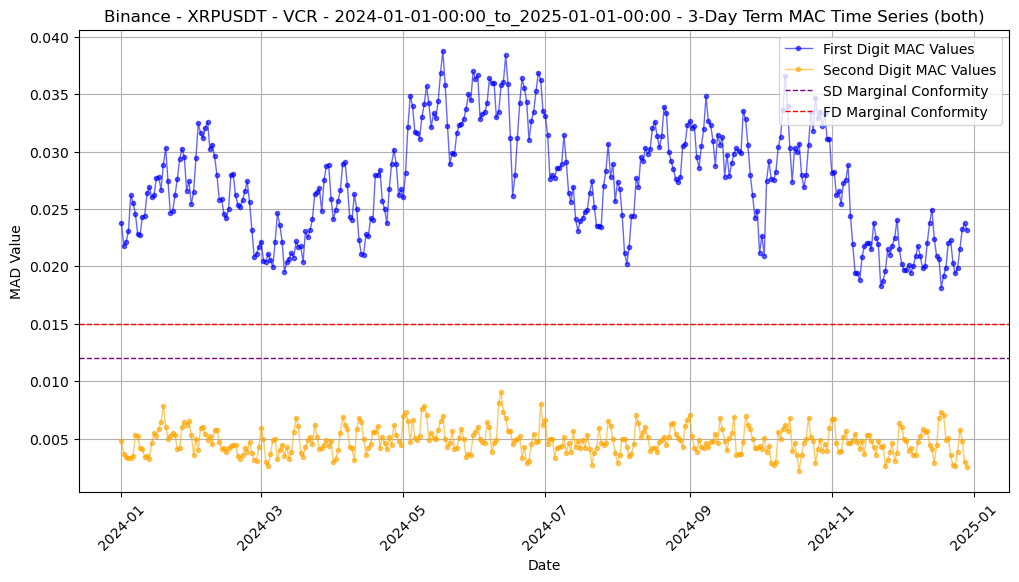 Binance - XRPUSDT - VCR - 2024-01-01-00:00_to_2025-01-01-00:00 - 3-Day Term MAC Time Series (both)
First Digit MAC Values
Second Digit MAC Values
SD Marginal Conformity
FD Marginal Conformity
MAD Value
0.040
0.035
0.030
0.025
0.020
0.015
0.010
0.005
2024-01
2024-03
2024-05
2024-07
2024-09
2024-11
2025-01
Date